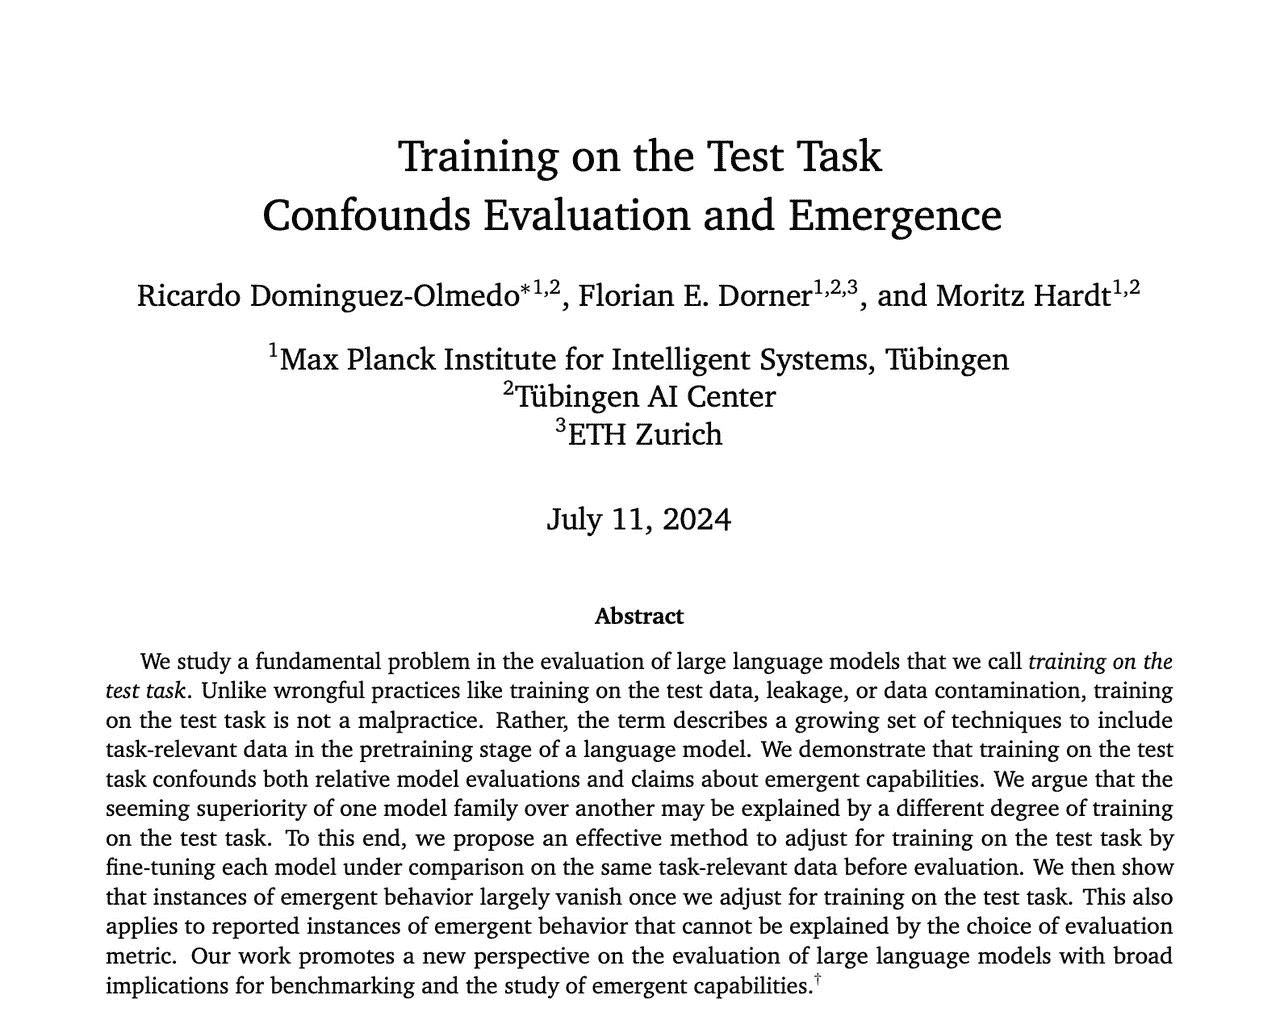 Training on the Test Task
Confounds Evaluation and Emergence
Ricardo Dominguez-Olmedo*1,2, Florian E. Dorner1,2,3, and Moritz Hardt1,2
1Max Planck Institute for Intelligent Systems, Tübingen
2Tübingen AI Center
3ETH Zurich
July 11, 2024
Abstract
We study a fundamental problem in the evaluation of large language models that we call training on the
test task. Unlike wrongful practices like training on the test data, leakage, or data contamination, training
on the test task is not a malpractice. Rather, the term describes a growing set of techniques to include
task-relevant data in the pretraining stage of a language model. We demonstrate that training on the test
task confounds both relative model evaluations and claims about emergent capabilities. We argue that the
seeming superiority of one model family over another may be explained by a different degree of training
on the test task. To this end, we propose an effective method to adjust for training on the test task by
fine-tuning each model under comparison on the same task-relevant data before evaluation. We then show
that instances of emergent behavior largely vanish once we adjust for training on the test task. This also
applies to reported instances of emergent behavior that cannot be explained by the choice of evaluation
metric. Our work promotes a new perspective on the evaluation of large language models with broad
implications for benchmarking and the study of emergent capabilities.†